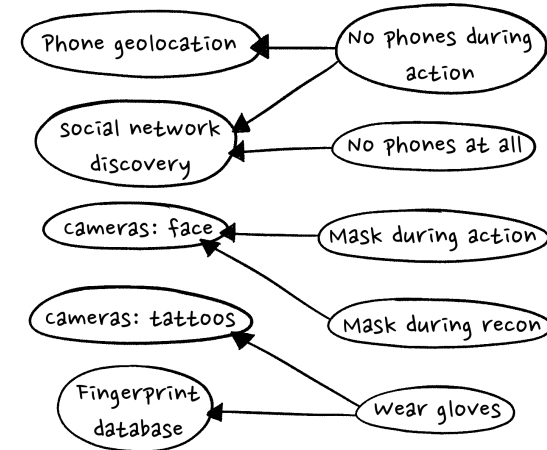 Phone geolocation
No phones during
action
social network
discovery
No phones at all
cameras: face
Mask during action
cameras: tattoos
Mask during recon
Fingerprint
database
Wear gloves